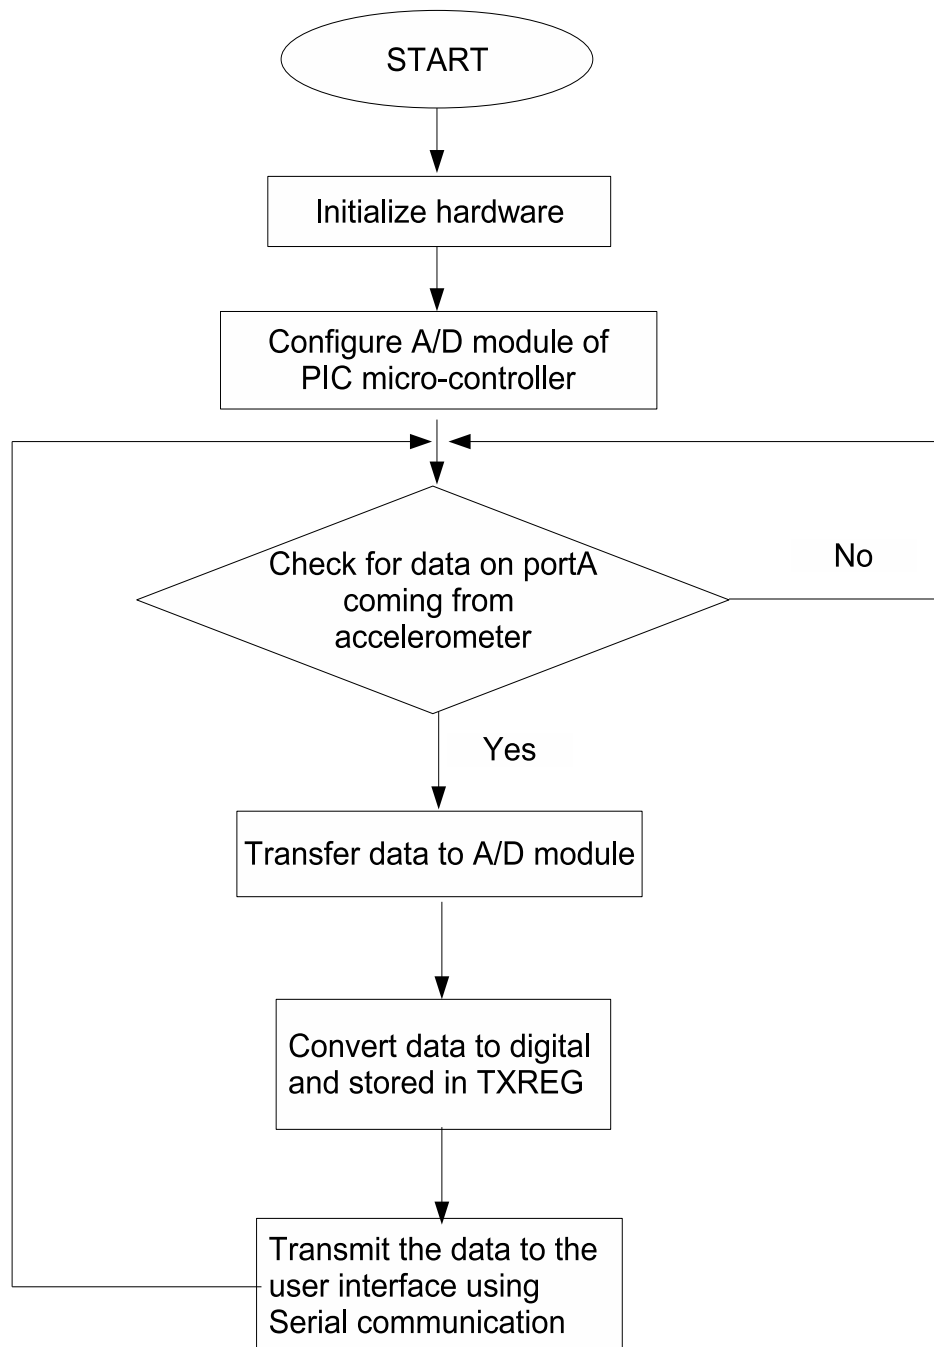 START
Initialize hardware
Configure A/D module of
PIC micro-controller
Check for data on portA
coming from
accelerometer
No
Yes
Transfer data to A/D module
Convert data to digital
and stored in TXREG
Transmit the data to the
user interface using
Serial communication